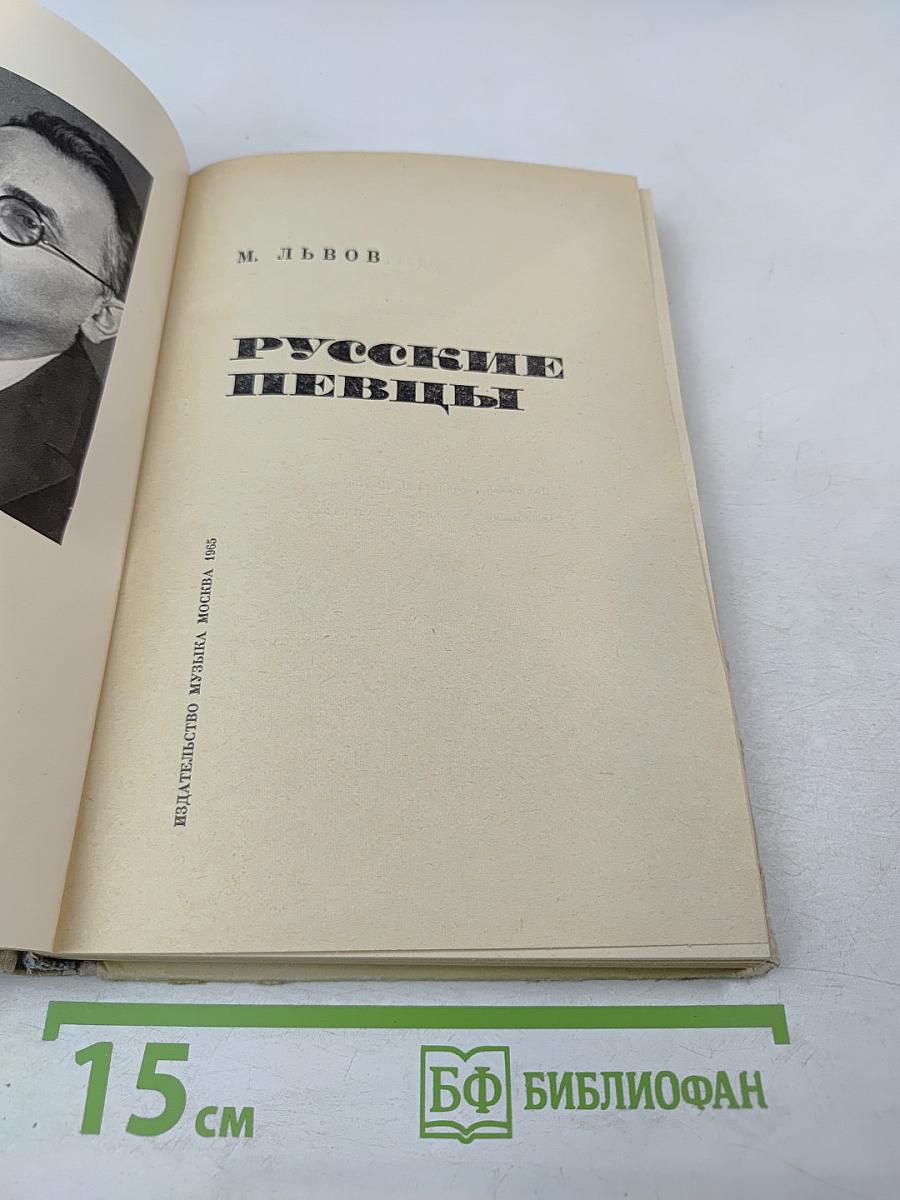 М. ЛЬВОВ
РУССКИЕ
ПЕВЦЫ
ИЗДАТЕЛЬСТВО МУЗЫКА МОСКВА 1965
15 см
БФ БИБЛИОФАН